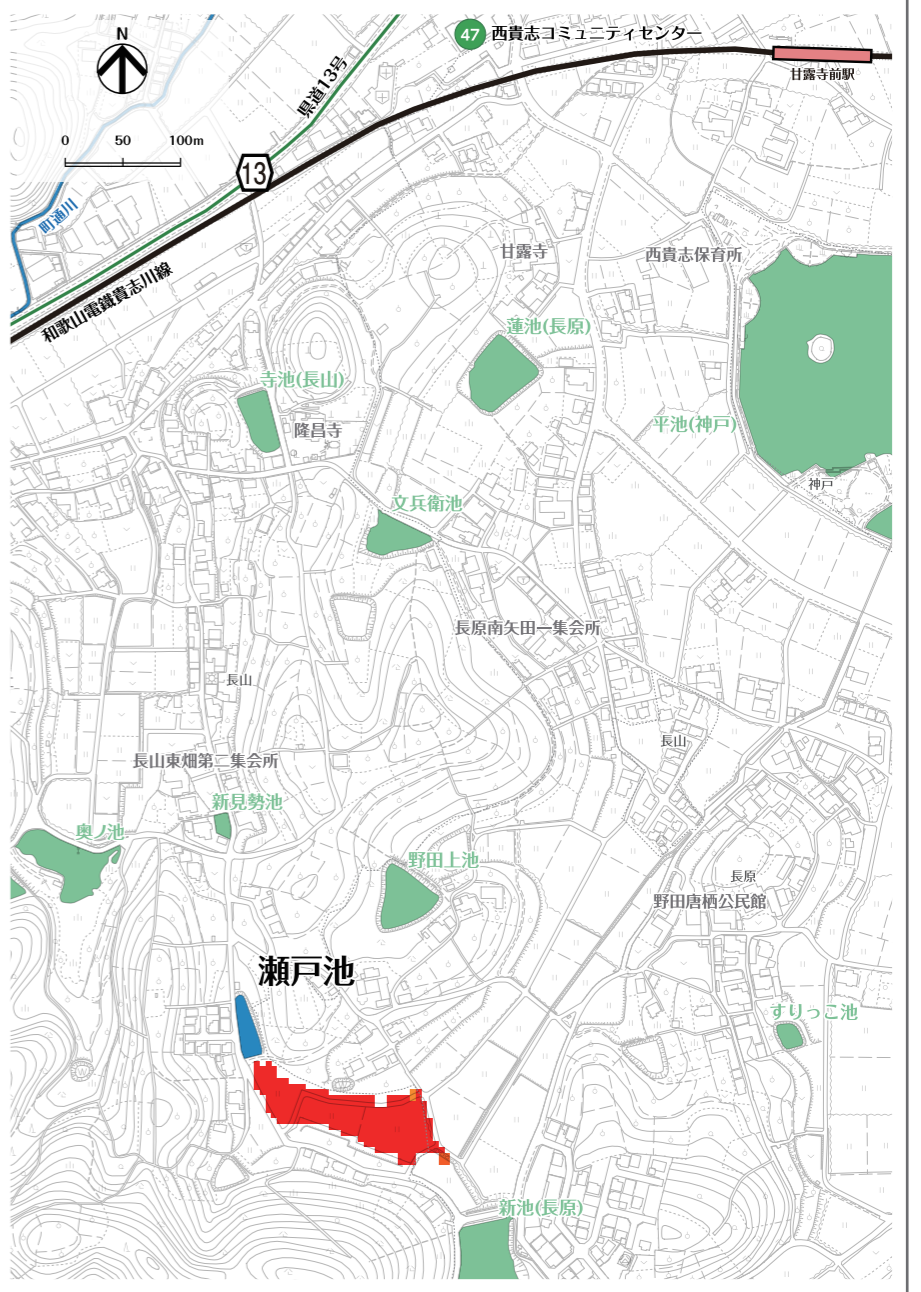 47 西貴志コミュニティセンター
N
県道13号
甘露寺前駅
0 50 100m
13
町通川
和歌山電鐵貴志川線
甘露寺
西貴志保育所
蓮池(長原)
寺池(長山)
隆昌寺
平池(神戸)
神戸
文兵衛池
長原南矢田一集会所
長山
長山
長山東畑第二集会所
新見勢池
奥ノ池
野田上池
長原
野田唐栖公民館
瀬戸池
すりっこ池
新池(長原)